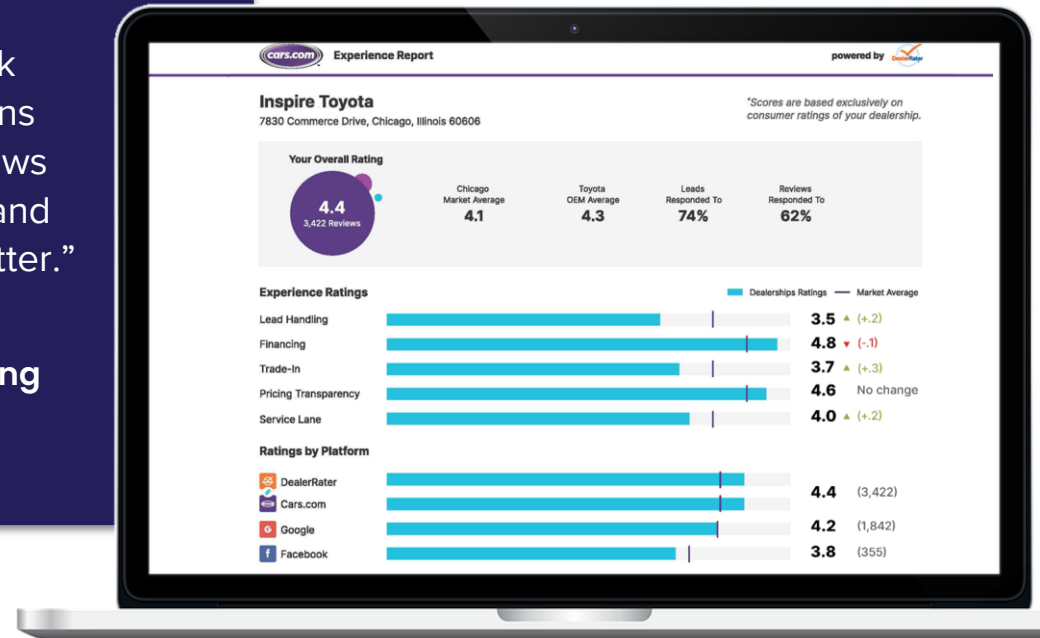 k
ns
ws
and
tter.”
ng
cars.com Experience Report
powered by DealerRater
Inspire Toyota
7830 Commerce Drive, Chicago, Illinois 60606
*Scores are based exclusively on
consumer ratings of your dealership.
Your Overall Rating
4.4
3,422 Reviews
Chicago
Market Average
4.1
Toyota
OEM Average
4.3
Leads
Responded To
74%
Reviews
Responded To
62%
Experience Ratings
Dealerships Ratings Market Average
Lead Handling 3.5 (+.2)
Financing 4.8 (-.1)
Trade-In 3.7 (+.3)
Pricing Transparency 4.6 No change
Service Lane 4.0 (+.2)
Ratings by Platform
DealerRater
Cars.com
4.4 (3,422)
Google 4.2 (1,842)
Facebook 3.8 (355)